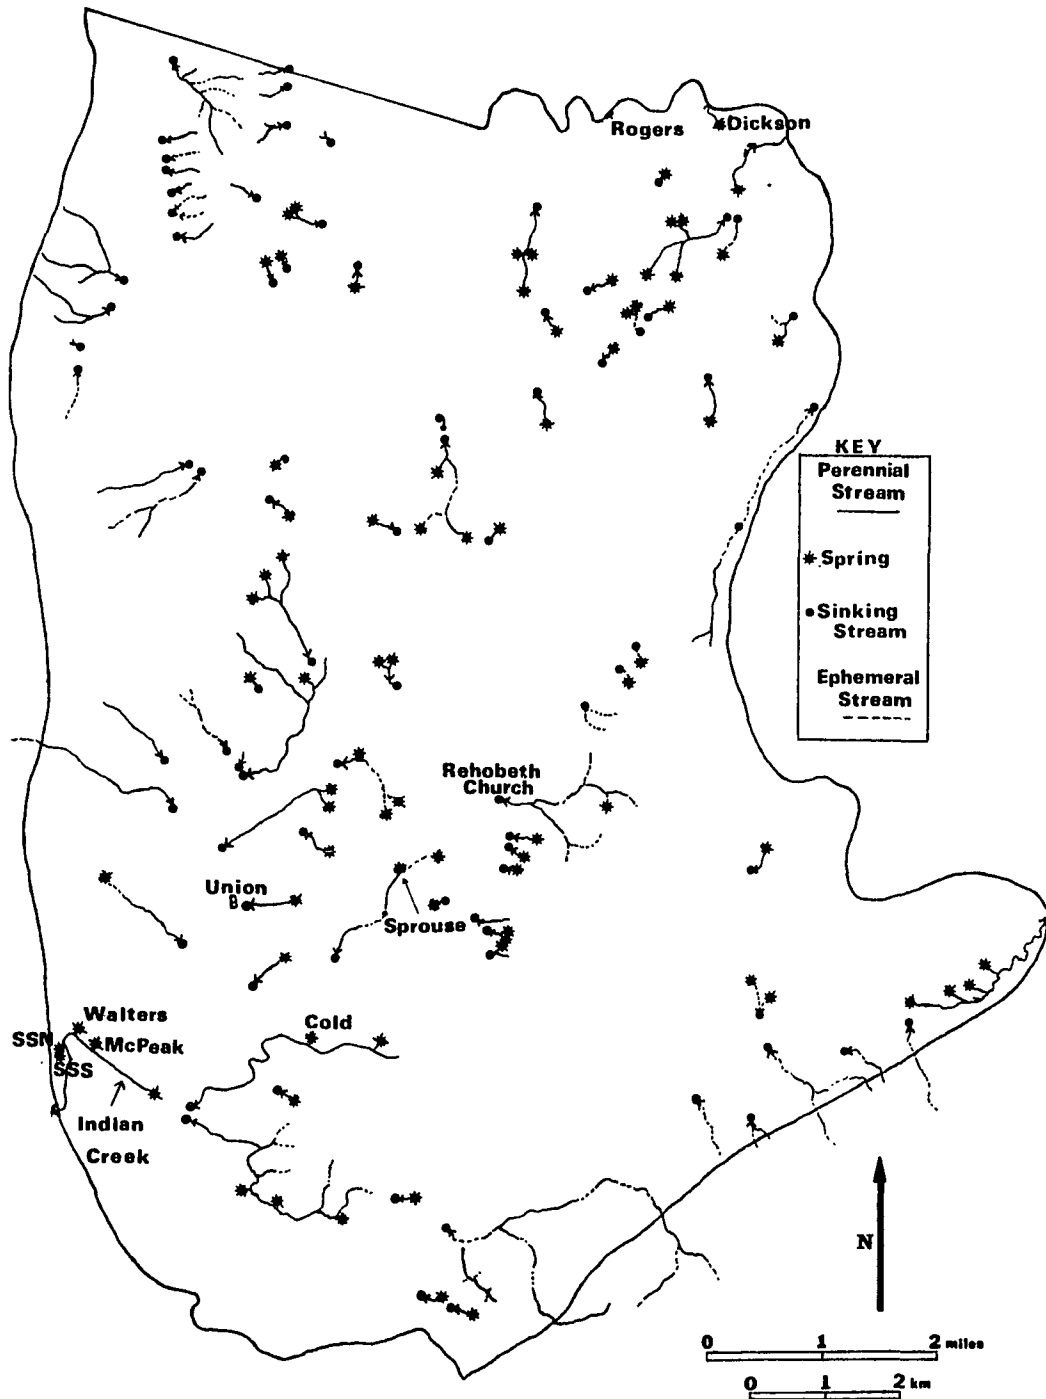 Rogers
Dickson
KEY
Perennial
Stream
Spring
Sinking
Stream
Ephemeral
Stream
Rehobeth
Church
Union
B
Sprouse
Walters
SSN
McPeak
SSS
Cold
Indian
Creek
N
0 1 2 miles
0 1 2 km